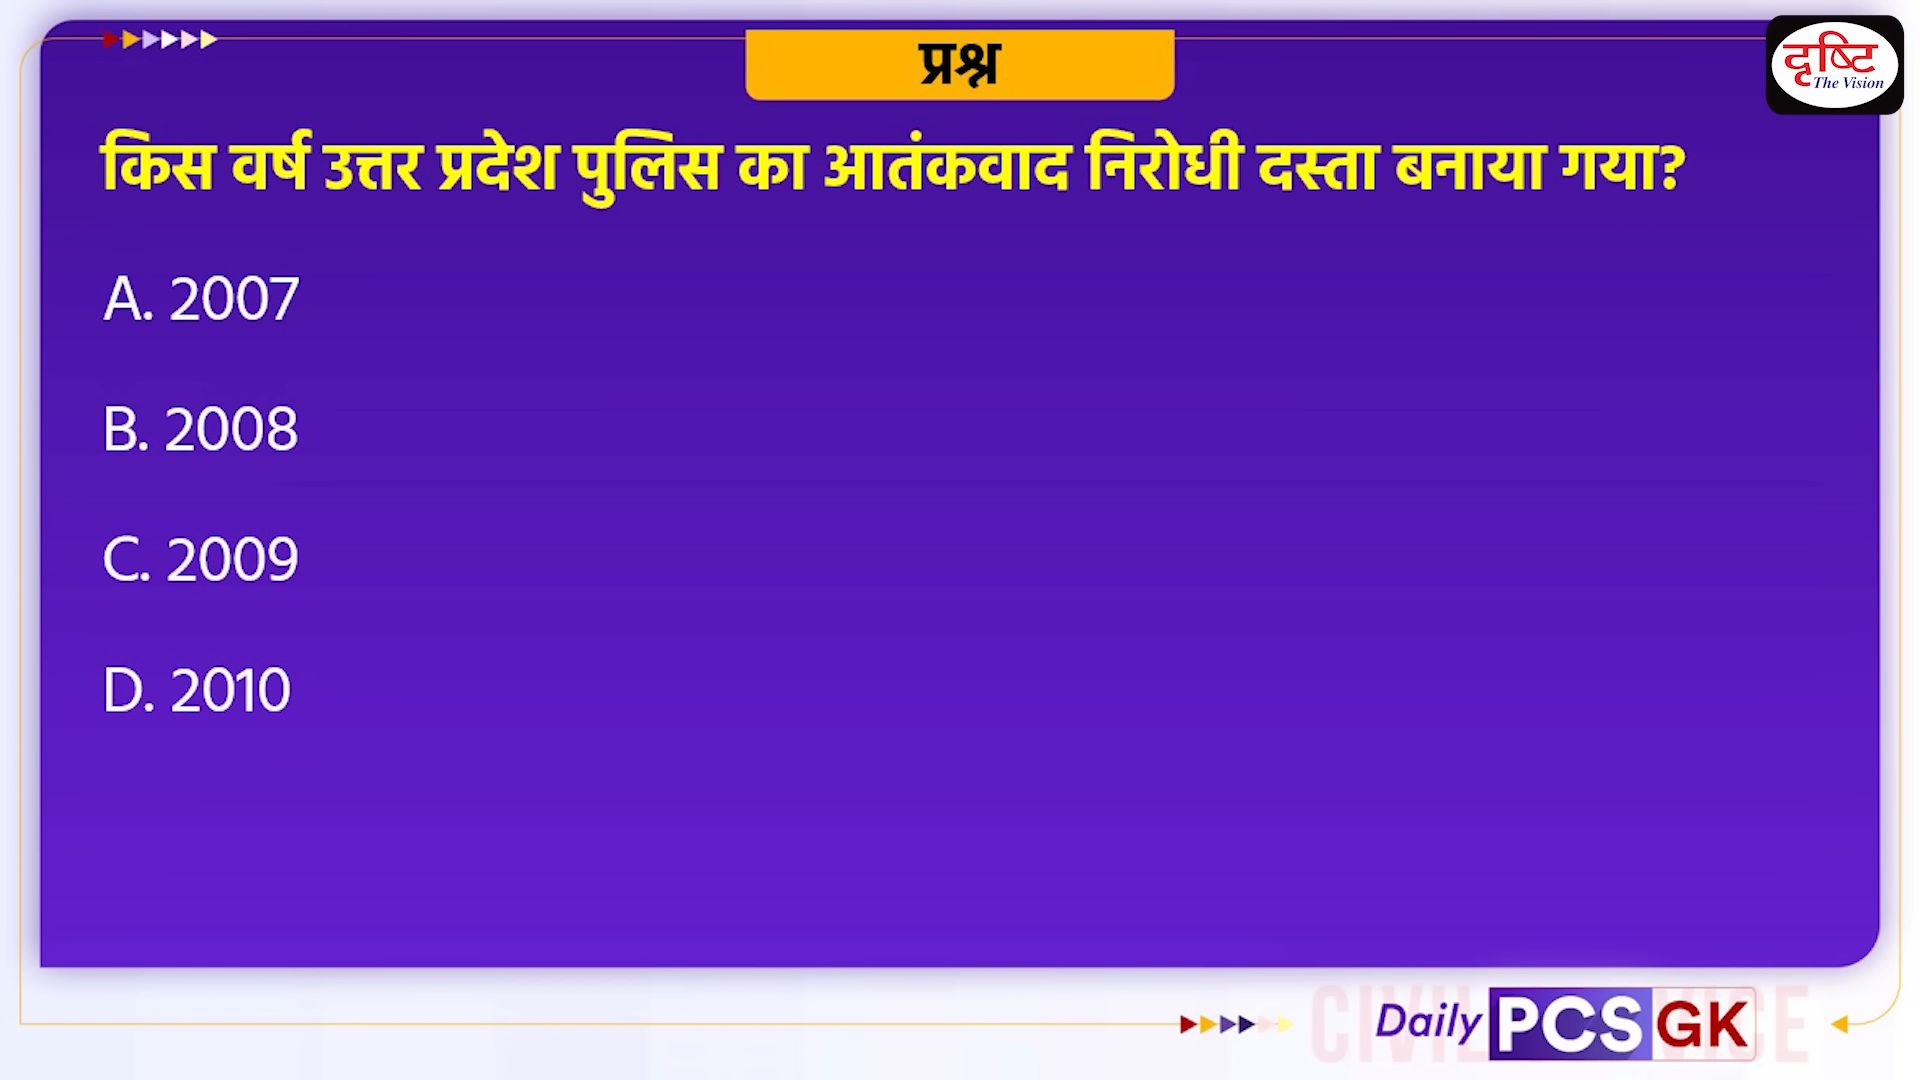 प्रश्न
दृष्टि
The Vision
किस वर्ष उत्तर प्रदेश पुलिस का आतंकवाद निरोधी दस्ता बनाया गया?
A. 2007
B. 2008
C. 2009
D. 2010
Daily PCS GK